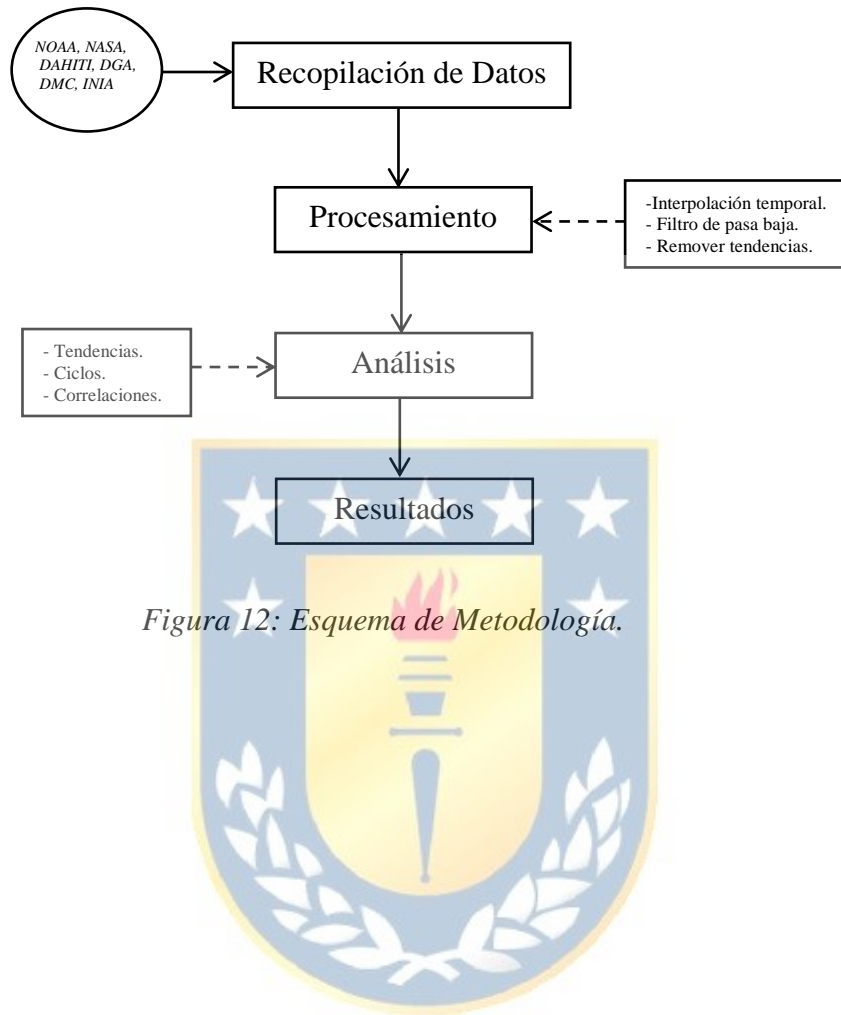 NOAA, NASA,
DAHITI, DGA,
DMC, INIA
Recopilación de Datos
Procesamiento
-Interpolación temporal.
- Filtro de pasa baja.
- Remover tendencias.
- Tendencias.
- Ciclos.
- Correlaciones.
Análisis
Resultados
Figura 12: Esquema de Metodología.